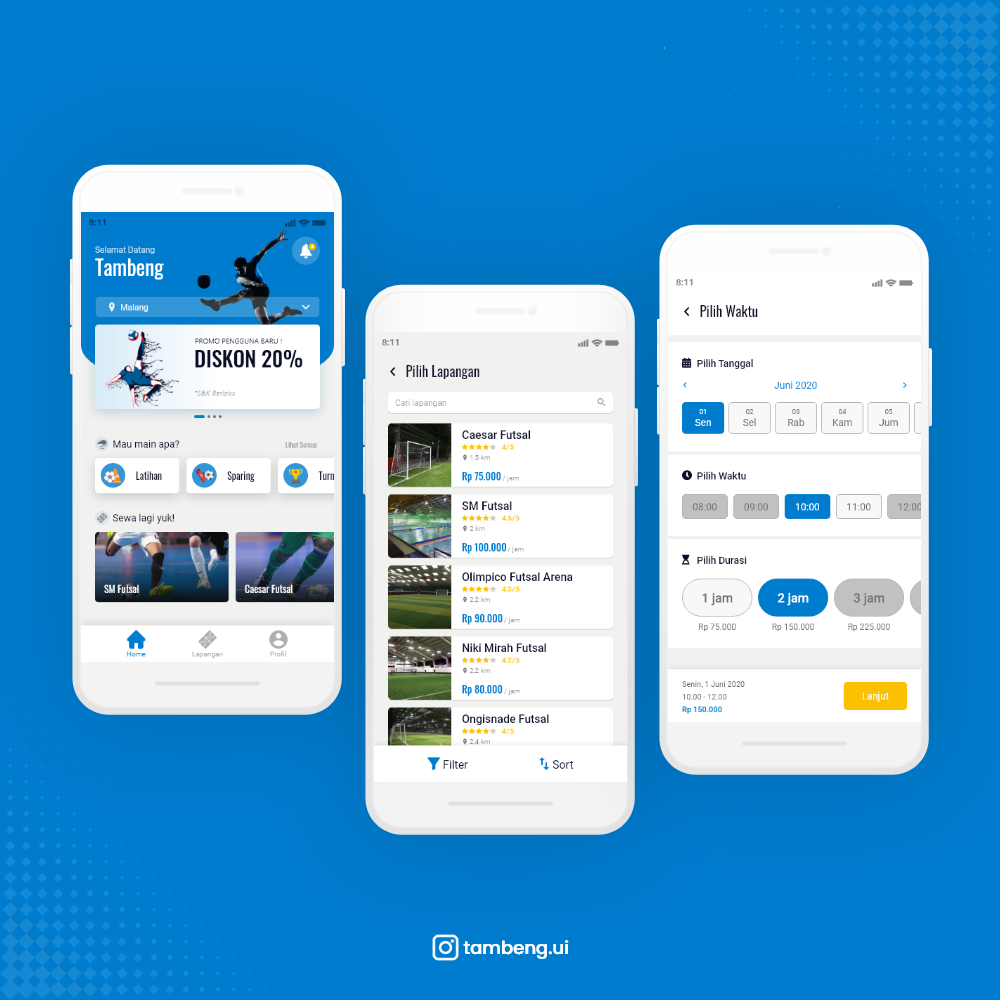 8:11
Selamat Datang
Tambeng
Malang
PROMO PENGGUNA BARU !
DISKON 20%
*S&K Berlaku
Mau main apa?
Lihat Semua
Latihan
Sparing
Turn
Sewa lagi yuk!
SM Futsal
Caesar Futsal
Home
Lapangan
Profil
8:11
Pilih Lapangan
Cari lapangan
Caesar Futsal
4/5
1,5 km
Rp 75.000 / jam
SM Futsal
4.5/5
2 km
Rp 100.000 / jam
Olimpico Futsal Arena
4.3/5
2,2 km
Rp 90.000 / jam
Niki Mirah Futsal
4.2/5
2,2 km
Rp 80.000 / jam
Ongisnade Futsal
4/5
2,4 km
Filter
Sort
8:11
Pilih Waktu
Pilih Tanggal
Juni 2020
01 02 03 04 05
Sen Sel Rab Kam Jum
Pilih Waktu
08:00 09:00 10:00 11:00 12:00
Pilih Durasi
1 jam 2 jam 3 jam
Rp 75.000 Rp 150.000 Rp 225.000
Senin, 1 Juni 2020
10.00 - 12.00
Rp 150.000
Lanjut
tambeng.ui